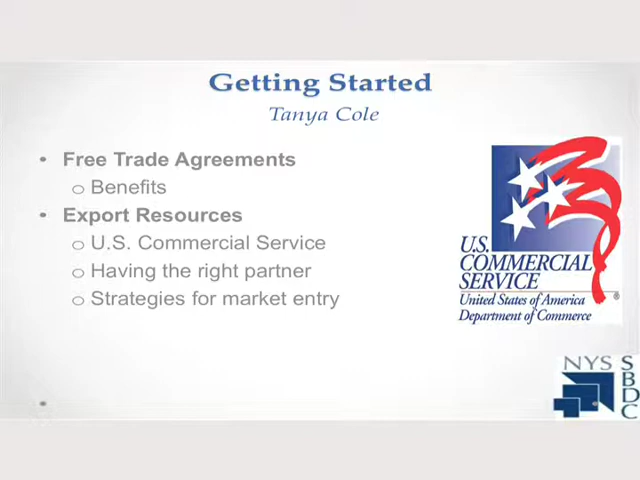 Getting Started
Tanya Cole
• Free Trade Agreements
o Benefits
• Export Resources
o U.S. Commercial Service
o Having the right partner
o Strategies for market entry
U.S.
COMMERCIAL
SERVICE
United States of America ®
Department of Commerce
NYS SBDC